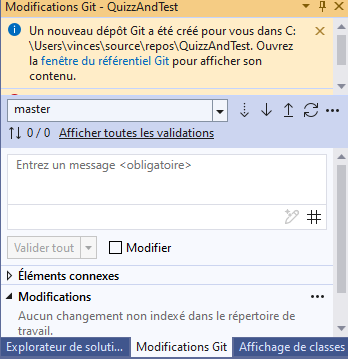 Modifications Git - QuizzAndTest
Un nouveau dépôt Git a été créé pour vous dans C:
\Users\vinces\source\repos\QuizzAndTest. Ouvrez
la fenêtre du référentiel Git pour afficher son
contenu.
master
0 / 0 Afficher toutes les validations
Entrez un message <obligatoire>
Valider tout
Modifier
Éléments connexes
Modifications
Aucun changement non indexé dans le répertoire de
travail.
Explorateur de soluti... Modifications Git Affichage de classes